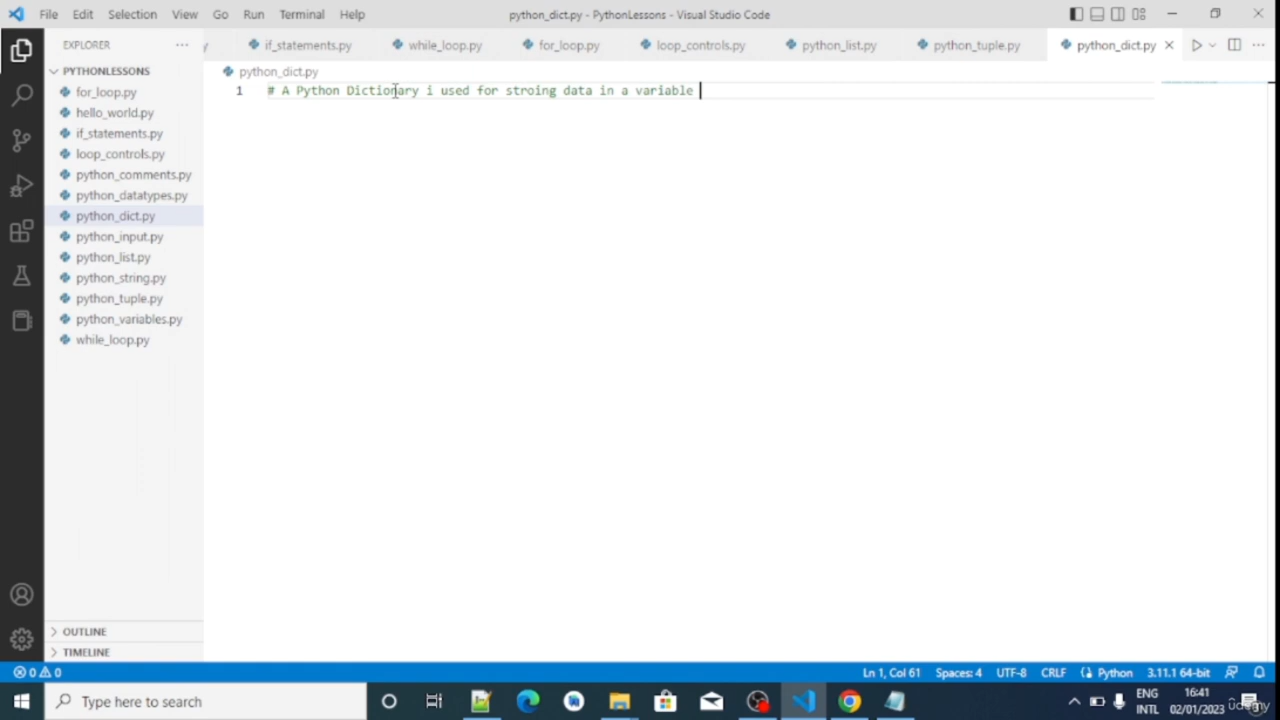 File Edit Selection View Go Run Terminal Help python_dict.py - PythonLessons - Visual Studio Code
EXPLORER
if_statements.py while_loop.py for_loop.py loop_controls.py python_list.py python_tuple.py python_dict.py
PYTHONLESSONS
for_loop.py
hello_world.py
if_statements.py
loop_controls.py
python_comments.py
python_datatypes.py
python_dict.py
python_input.py
python_list.py
python_string.py
python_tuple.py
python_variables.py
while_loop.py
python_dict.py
1 # A Python Dictionary i used for stroing data in a variable
OUTLINE
TIMELINE
0 0 Ln 1, Col 61 Spaces: 4 UTF-8 CRLF Python 3.11.1 64-bit
Type here to search
ENG
INTL
16:41
02/01/2023
udemy